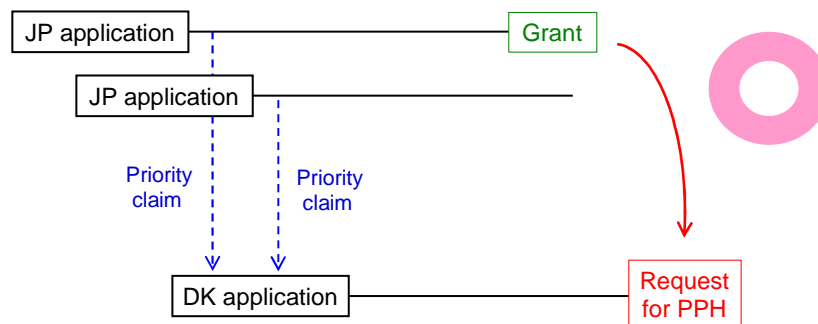 JP application
Grant
JP application
Priority
claim
Priority
claim
DK application
Request
for PPH